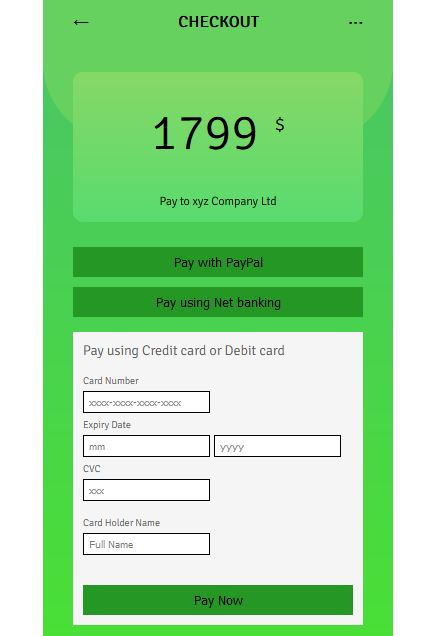 ← CHECKOUT ...
1799 $
Pay to xyz Company Ltd
Pay with PayPal
Pay using Net banking
Pay using Credit card or Debit card
Card Number
xxxx-xxxx-xxxx-xxxx
Expiry Date
mm yyyy
CVC
xxx
Card Holder Name
Full Name
Pay Now